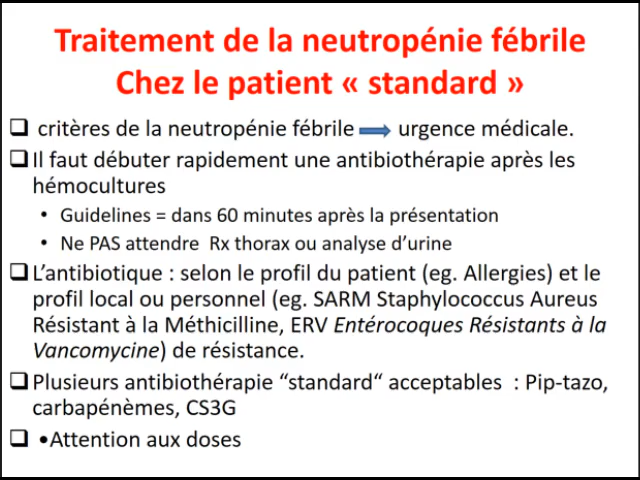 Traitement de la neutropénie fébrile
Chez le patient « standard »
❑ critères de la neutropénie fébrile ➡ urgence médicale.
❑ Il faut débuter rapidement une antibiothérapie après les
hémocultures
• Guidelines = dans 60 minutes après la présentation
• Ne PAS attendre Rx thorax ou analyse d’urine
❑ L’antibiotique : selon le profil du patient (eg. Allergies) et le
profil local ou personnel (eg. SARM Staphylococcus Aureus
Résistant à la Méthicilline, ERV Entérocoques Résistants à la
Vancomycine) de résistance.
❑ Plusieurs antibiothérapie “standard“ acceptables : Pip-tazo,
carbapénèmes, CS3G
❑ •Attention aux doses